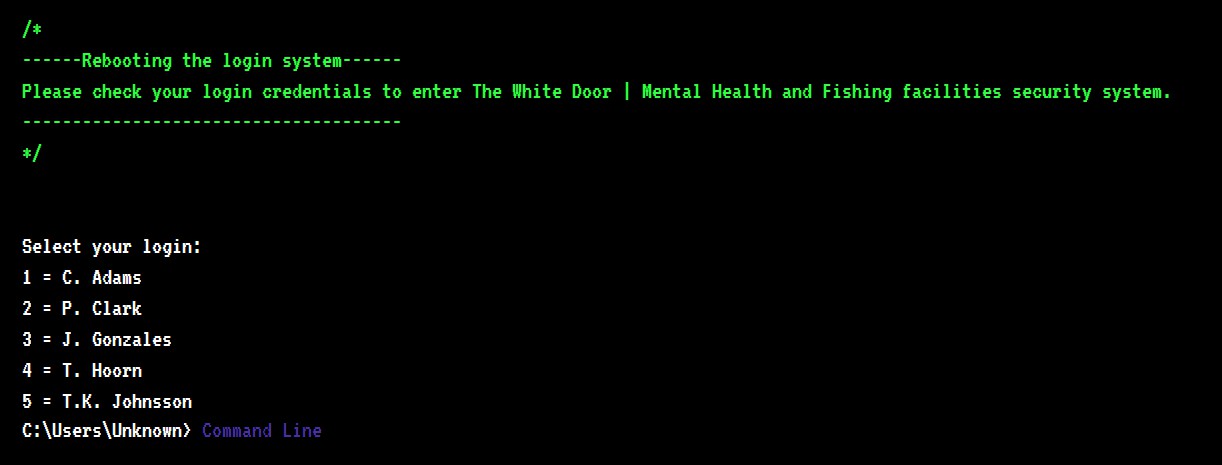 /*
------Rebooting the login system------
Please check your login credentials to enter The White Door | Mental Health and Fishing facilities security system.
--------------------------------------
*/
Select your login:
1 = C. Adams
2 = P. Clark
3 = J. Gonzales
4 = T. Hoorn
5 = T.K. Johnsson
C:\Users\Unknown> Command Line